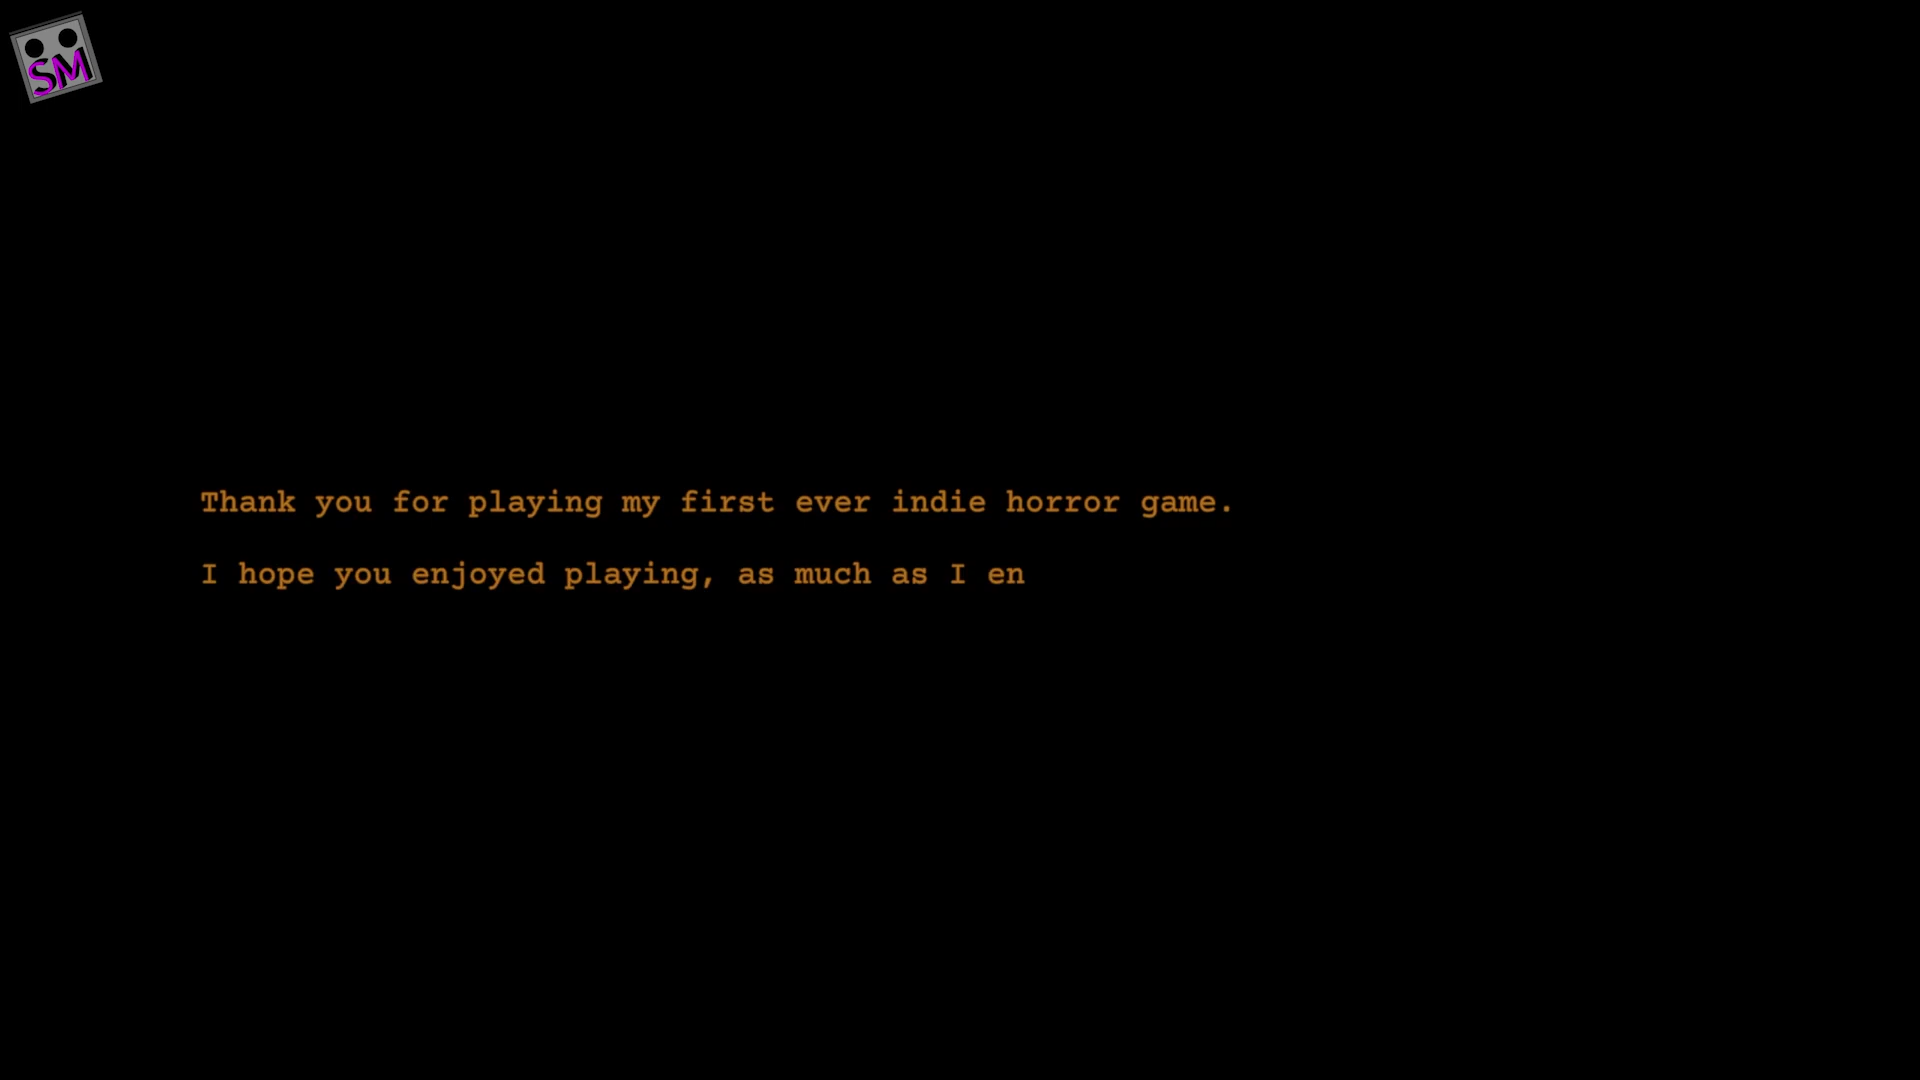 SM
Thank you for playing my first ever indie horror game.
I hope you enjoyed playing, as much as I en